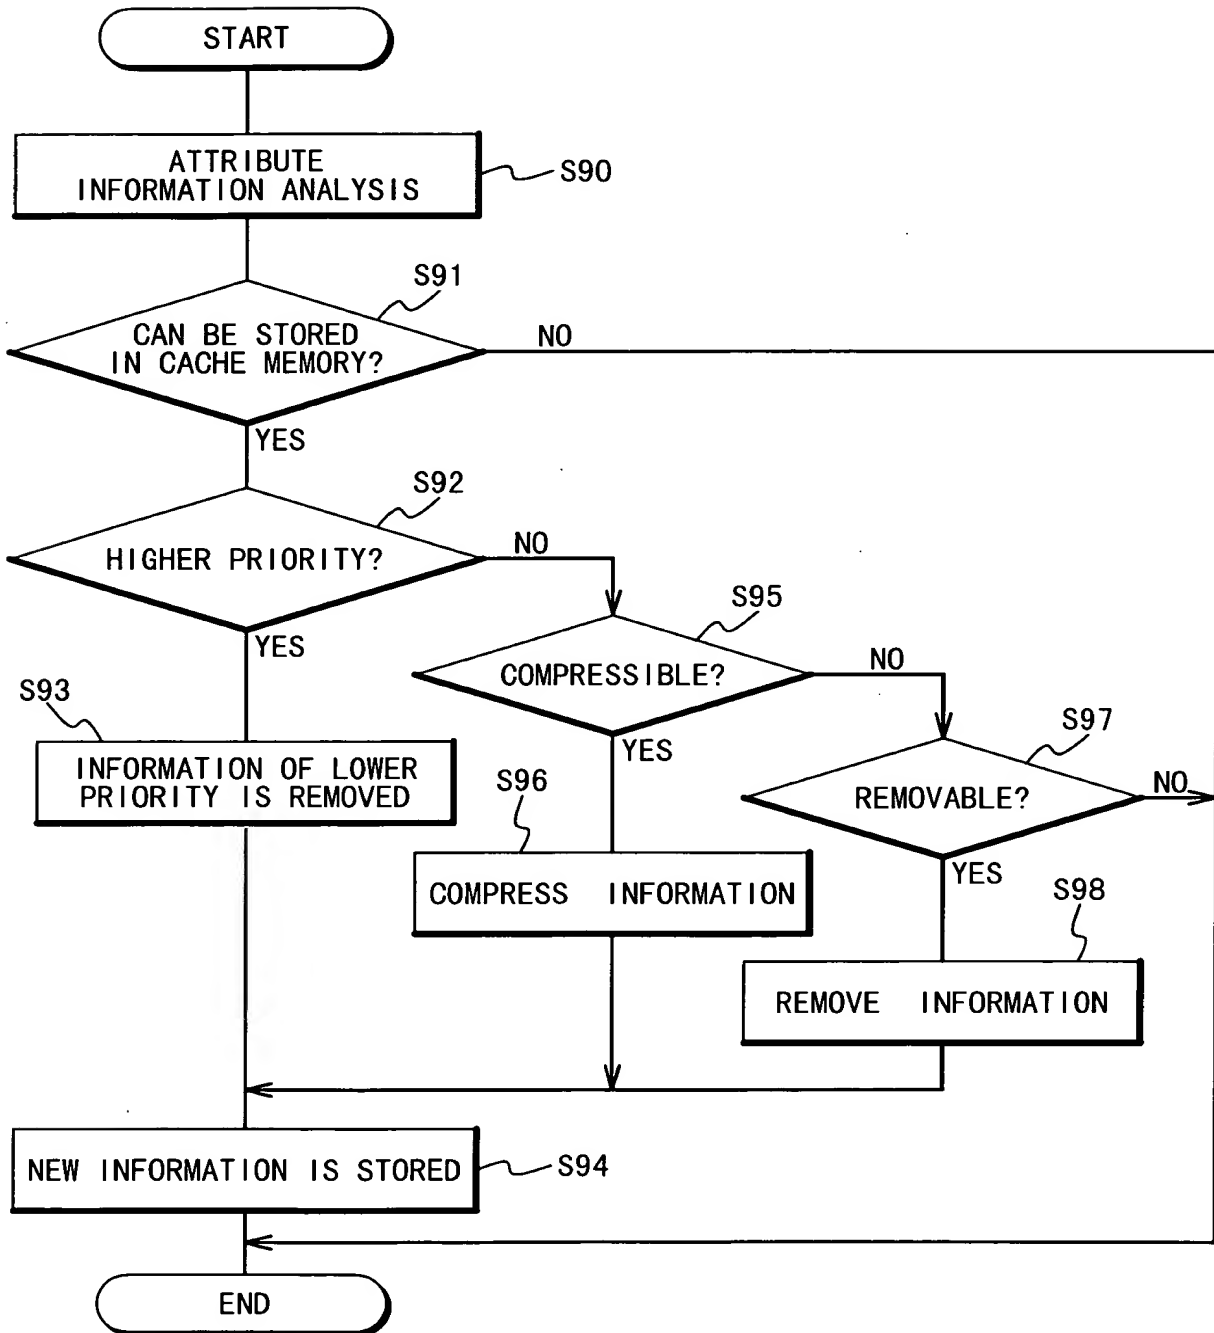 START
ATTRIBUTE
INFORMATION ANALYSIS
S90
S91
CAN BE STORED
IN CACHE MEMORY?
NO
YES
S92
HIGHER PRIORITY?
NO
YES
S95
COMPRESSIBLE?
NO
YES
S93
INFORMATION OF LOWER
PRIORITY IS REMOVED
S97
REMOVABLE?
NO
YES
S96
COMPRESS INFORMATION
S98
REMOVE INFORMATION
NEW INFORMATION IS STORED
S94
END